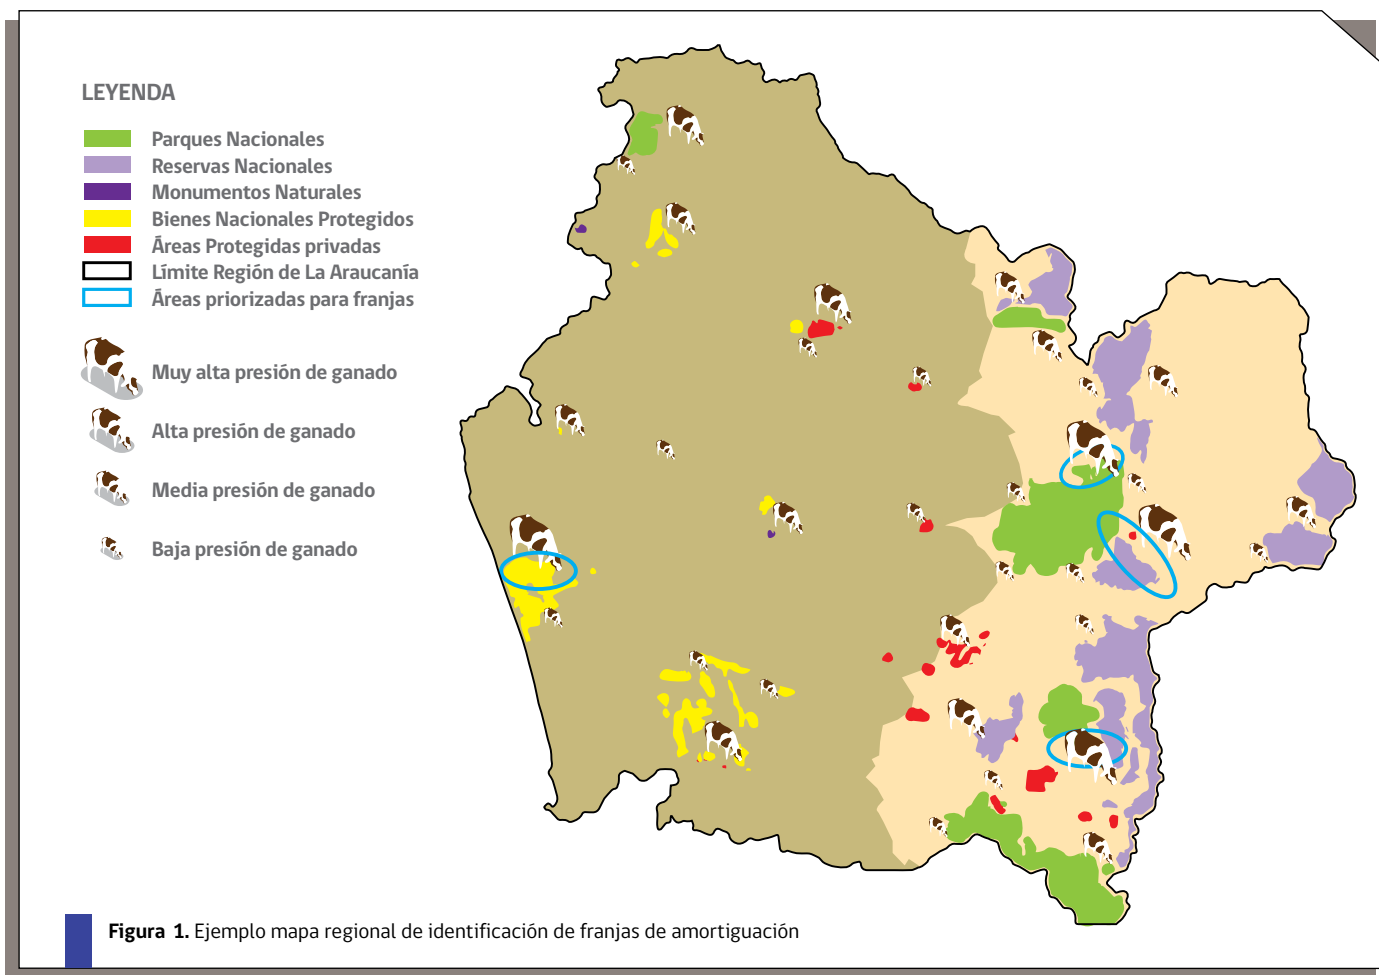 LEYENDA
Parques Nacionales
Reservas Nacionales
Monumentos Naturales
Bienes Nacionales Protegidos
Áreas Protegidas privadas
Límite Región de La Araucanía
Áreas priorizadas para franjas
Muy alta presión de ganado
Alta presión de ganado
Media presión de ganado
Baja presión de ganado
Figura 1. Ejemplo mapa regional de identificación de franjas de amortiguación